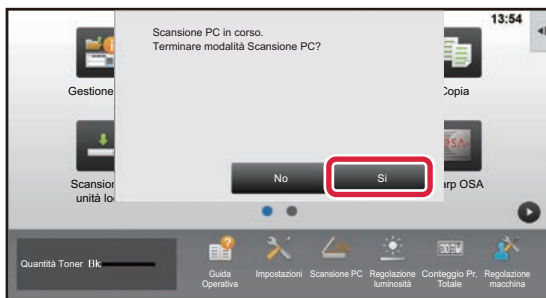 13:54
Scansione PC in corso.
Terminare modalità Scansione PC?
Gestione
Copia
No
Sì
Scansion
unità lo
rp OSA
Quantità Toner Bk
Guida
Operativa
Impostazioni
Scansione PC
Regolazione
luminosità
Conteggio Pr.
Totale
Regolazione
macchina